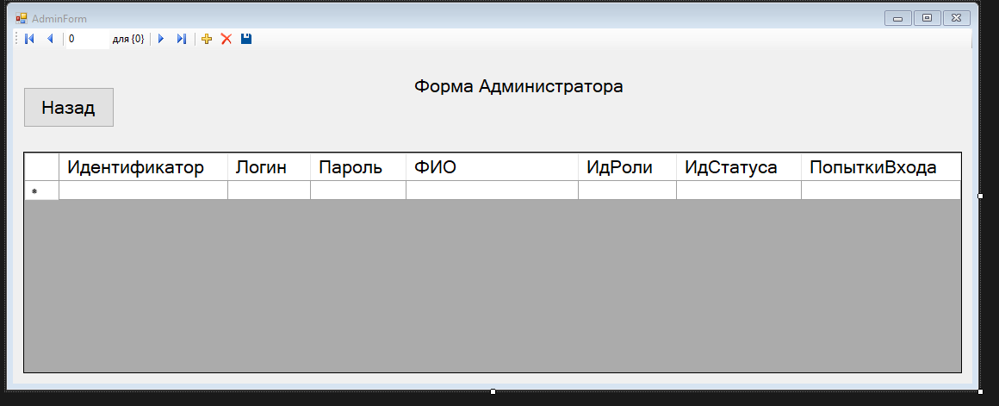 AdminForm
0 для {0}
Форма Администратора
Назад
Идентификатор Логин Пароль ФИО ИдРоли ИдСтатуса ПопыткиВхода
*